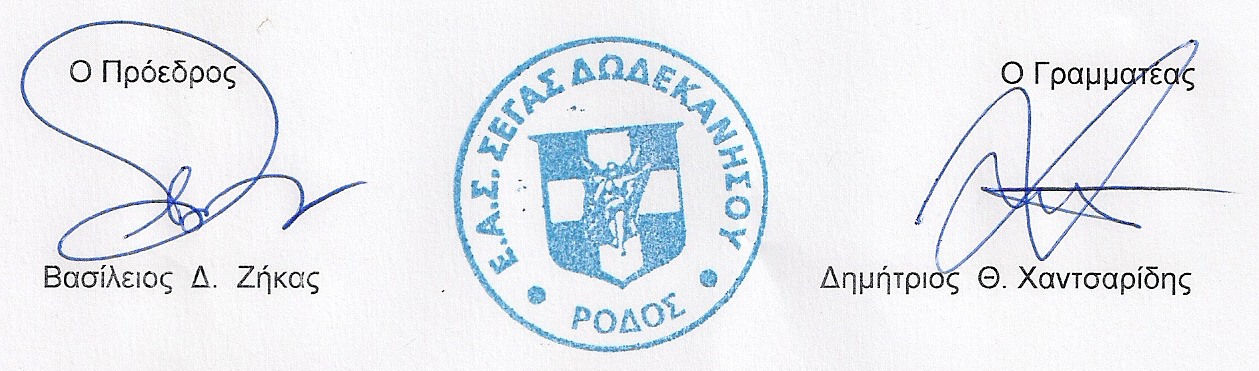 Ο Πρόεδρος
Ο Γραμματέας
Ε.Α.Σ. ΣΕΓΑΣ ΔΩΔΕΚΑΝΗΣΟΥ
ΡΟΔΟΣ
Βασίλειος Δ. Ζήκας
Δημήτριος Θ. Χαντσαρίδης